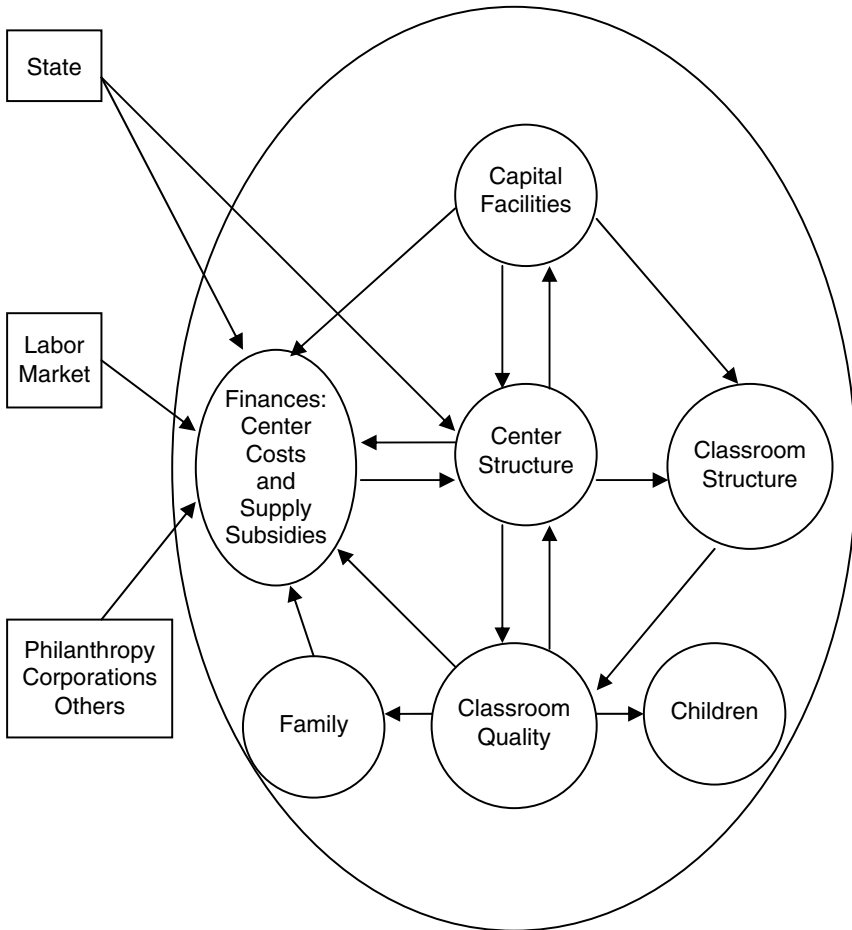 State
Capital
Facilities
Labor
Market
Finances:
Center
Costs
and
Supply
Subsidies
Center
Structure
Classroom
Structure
Philanthropy
Corporations
Others
Family
Classroom
Quality
Children